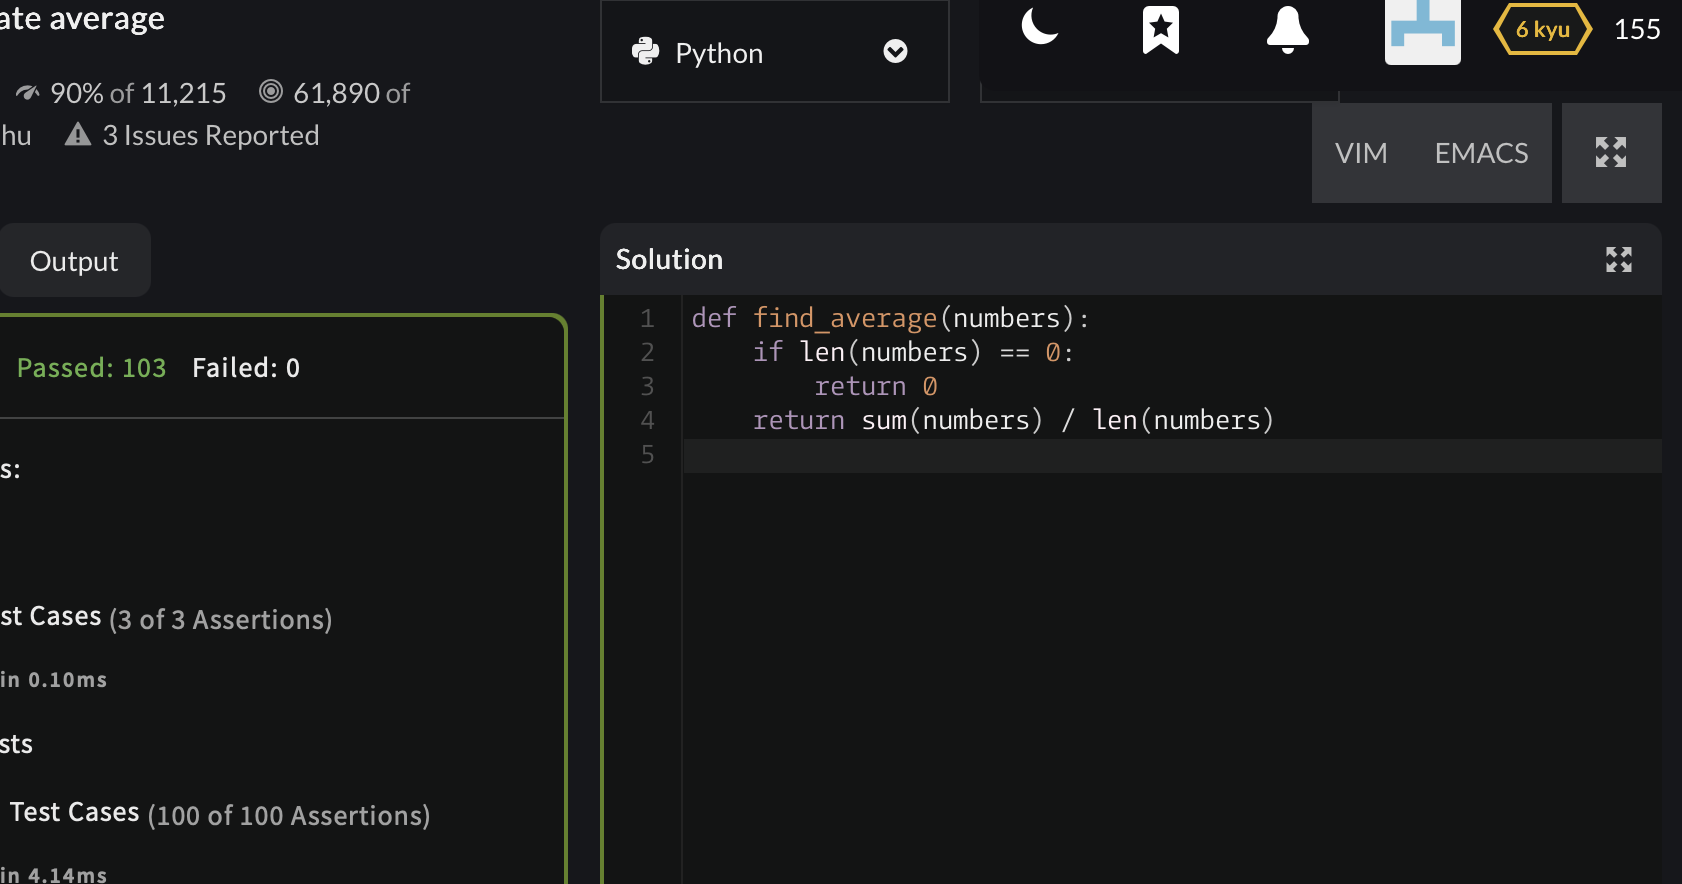 ate average
Python
6 kyu
155
90% of 11,215
61,890 of
hu
3 Issues Reported
VIM
EMACS
Output
Solution
Passed: 103 Failed: 0
s:
st Cases (3 of 3 Assertions)
in 0.10ms
sts
Test Cases (100 of 100 Assertions)
in 4.14ms
1 def find_average(numbers):
2     if len(numbers) == 0:
3         return 0
4     return sum(numbers) / len(numbers)
5